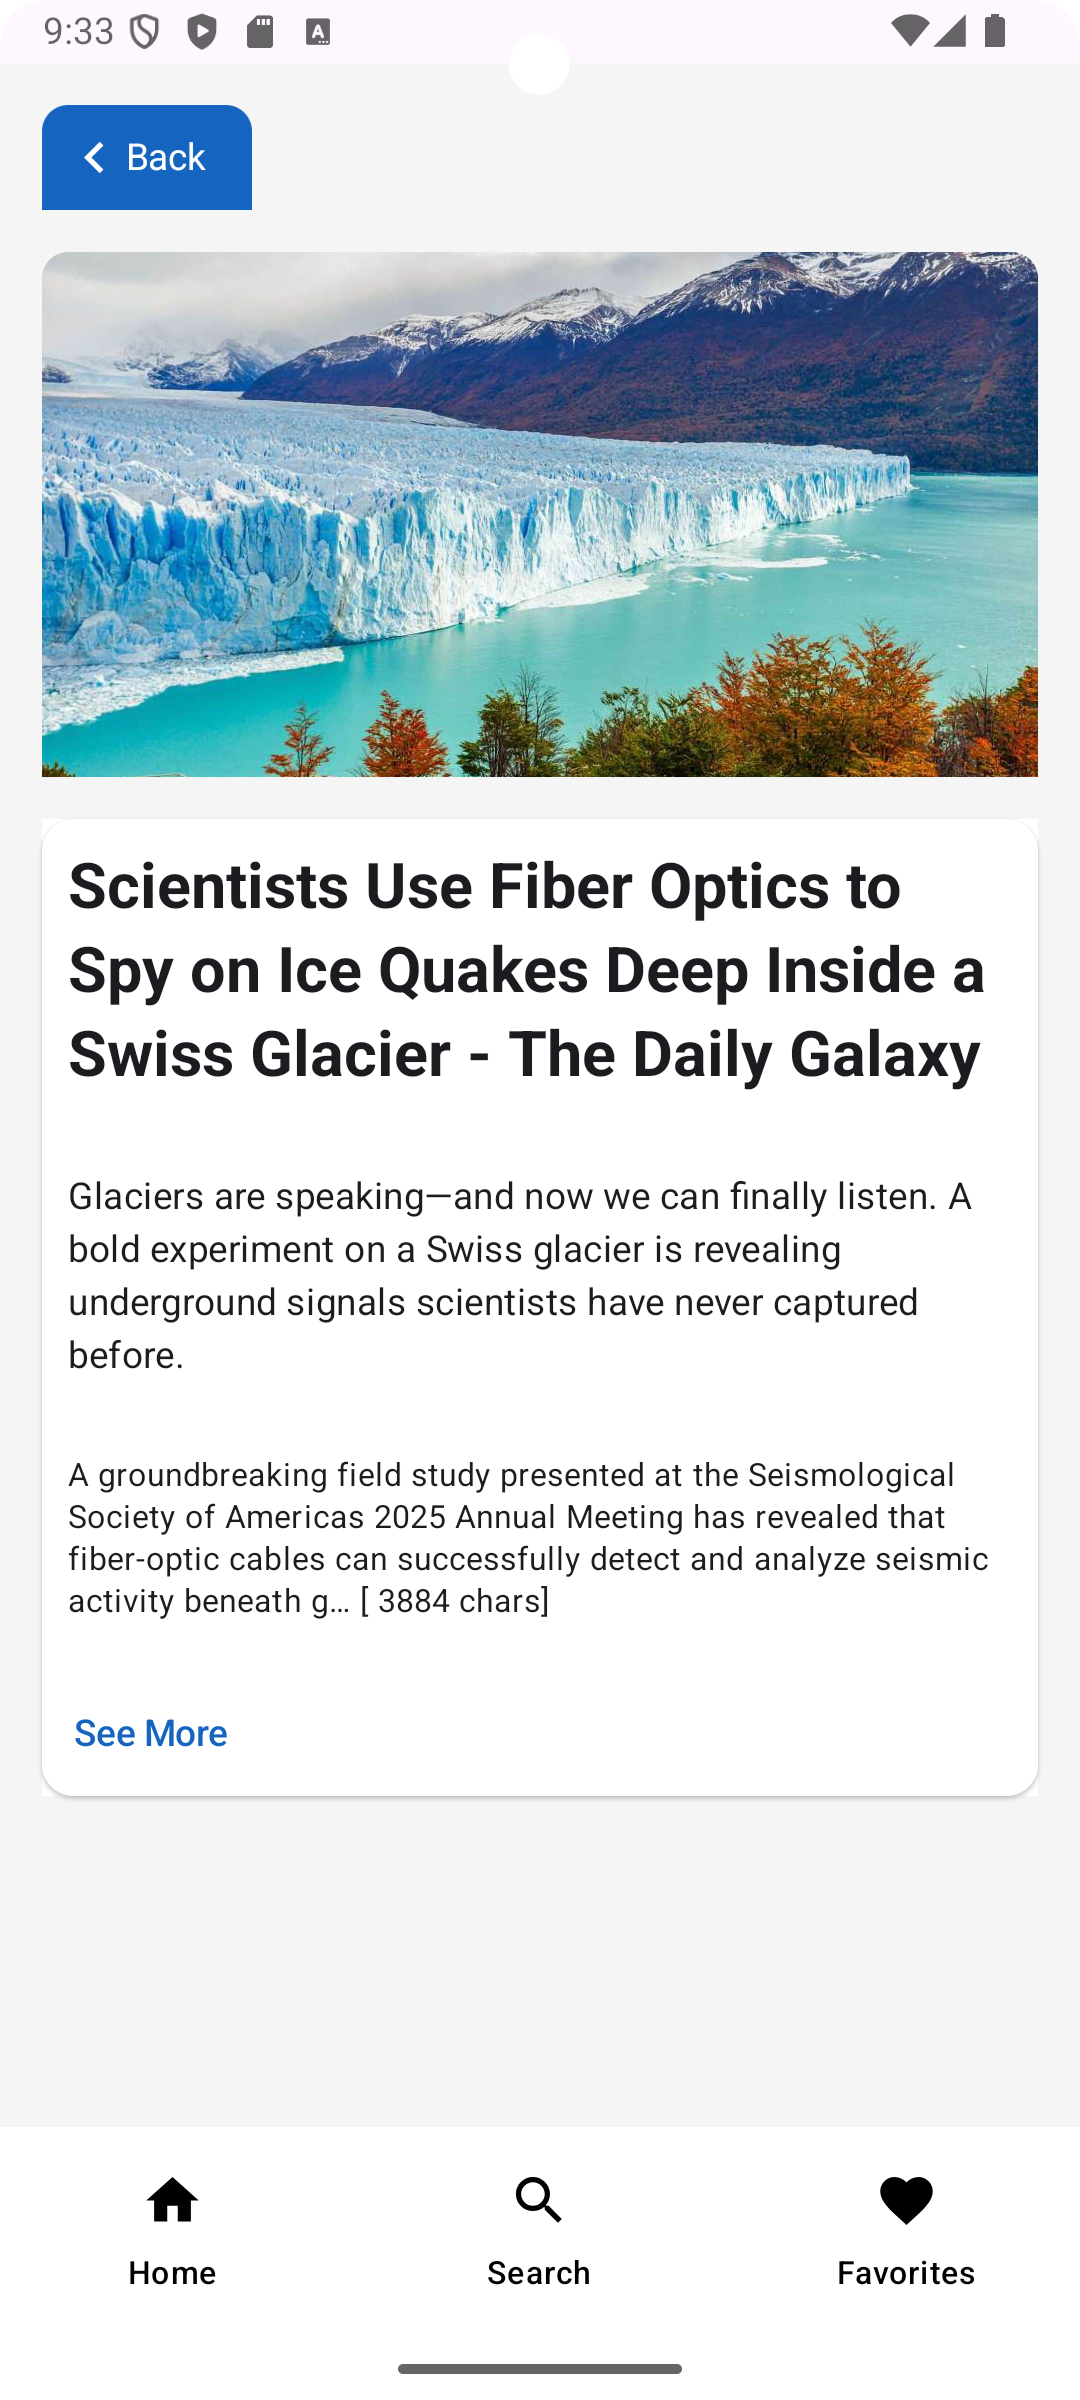 9:33
Back
Scientists Use Fiber Optics to
Spy on Ice Quakes Deep Inside a
Swiss Glacier - The Daily Galaxy
Glaciers are speaking—and now we can finally listen. A
bold experiment on a Swiss glacier is revealing
underground signals scientists have never captured
before.
A groundbreaking field study presented at the Seismological
Society of Americas 2025 Annual Meeting has revealed that
fiber-optic cables can successfully detect and analyze seismic
activity beneath g… [ 3884 chars]
See More
Home
Search
Favorites